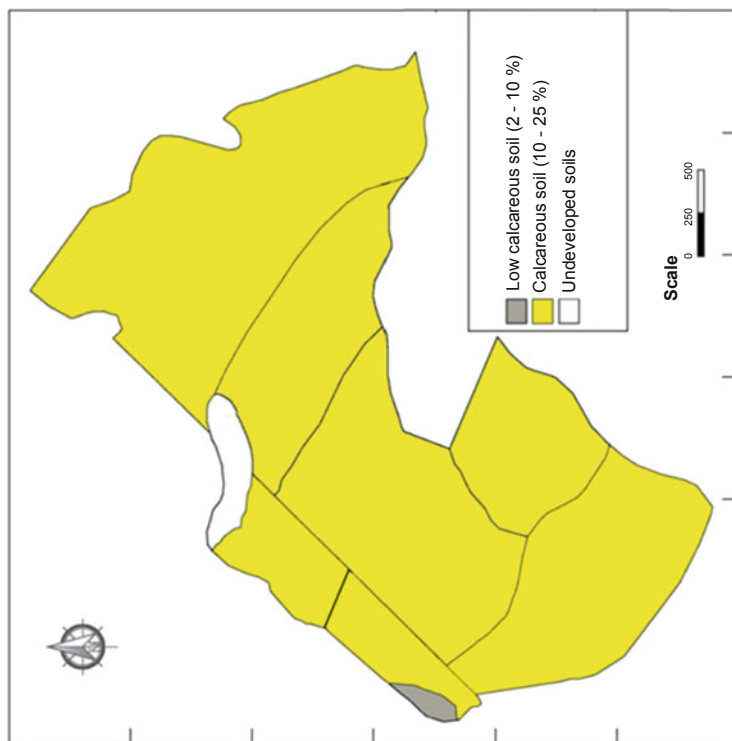 Low calcareous soil (2 - 10 %)
Calcareous soil (10 - 25 %)
Undeveloped soils
Scale
0 250 500